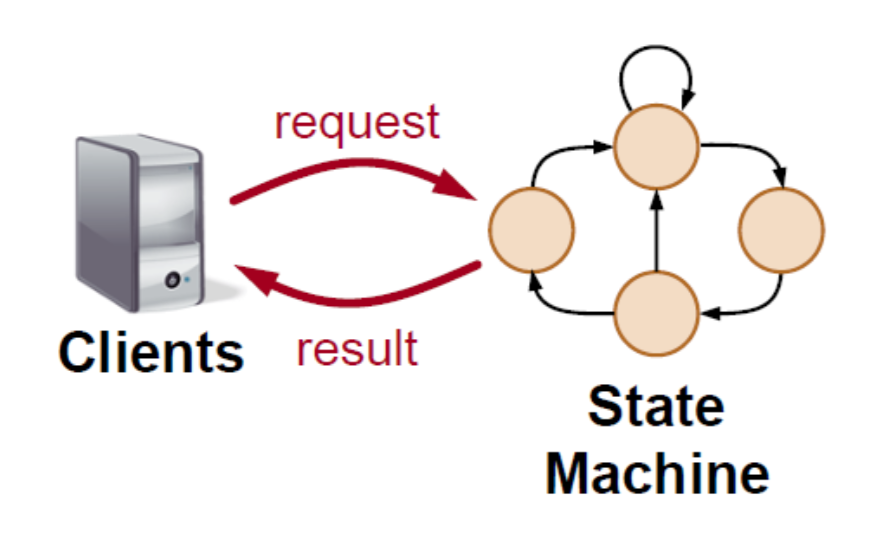 request
Clients
result
State
Machine